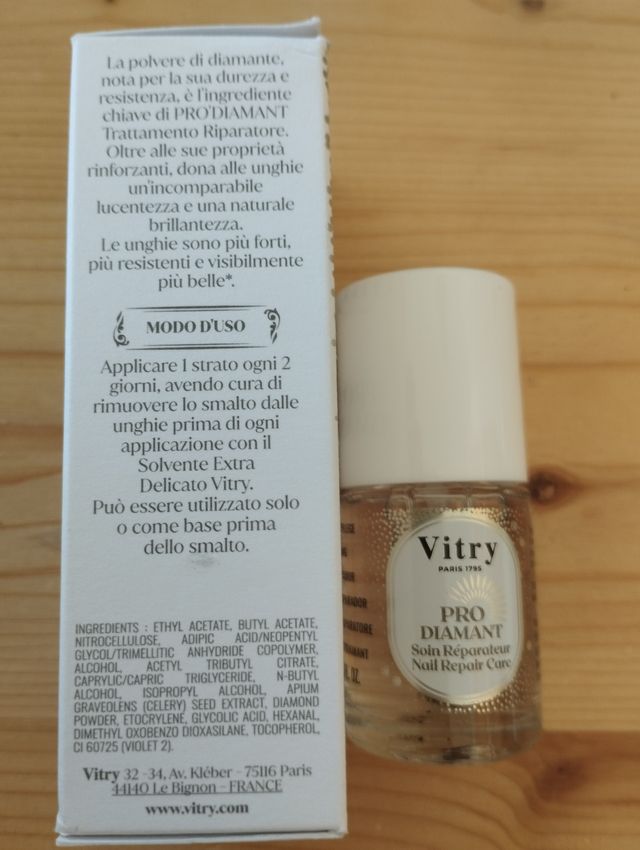 La polvere di diamante,
nota per la sua durezza e
resistenza, è l'ingrediente
chiave di PRO'DIAMANT
Trattamento Riparatore.
Oltre alle sue proprietà
rinforzanti, dona alle unghie
un'incomparabile
lucentezza e una naturale
brillantezza.
Le unghie sono più forti,
più resistenti e visibilmente
più belle*.
MODO D'USO
Applicare 1 strato ogni 2
giorni, avendo cura di
rimuovere lo smalto dalle
unghie prima di ogni
applicazione con il
Solvente Extra
Delicato Vitry.
Può essere utilizzato solo
o come base prima
dello smalto.
INGREDIENTS : ETHYL ACETATE, BUTYL ACETATE,
NITROCELLULOSE, ADIPIC ACID/NEOPENTYL
GLYCOL/TRIMELLITIC ANHYDRIDE COPOLYMER,
ALCOHOL, ACETYL TRIBUTYL CITRATE,
CAPRYLIC/CAPRIC TRIGLYCERIDE, N-BUTYL
ALCOHOL, ISOPROPYL ALCOHOL, APIUM
GRAVEOLENS (CELERY) SEED EXTRACT, DIAMOND
POWDER, ETOCRYLENE, GLYCOLIC ACID, HEXANAL,
DIMETHYL OXOBENZO DIOXASILANE, TOCOPHEROL,
CI 60725 (VIOLET 2).
Vitry 32 -34, Av. Kléber - 75116 Paris
44140 Le Bignon - FRANCE
www.vitry.com
Vitry
PARIS 1795
PRO
DIAMANT
Soin Réparateur
Nail Repair Care